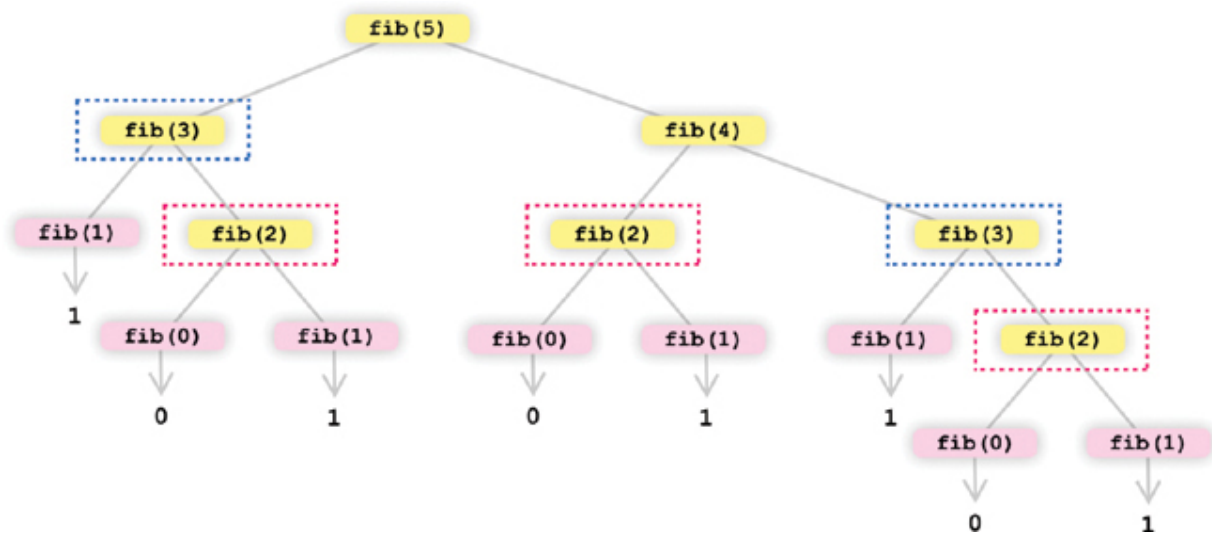 fib(5)
fib(3) fib(4)
fib(1) fib(2) fib(2) fib(3)
1
fib(0) fib(1) fib(0) fib(1) fib(1) fib(2)
0 1 0 1 1
fib(0) fib(1)
0 1